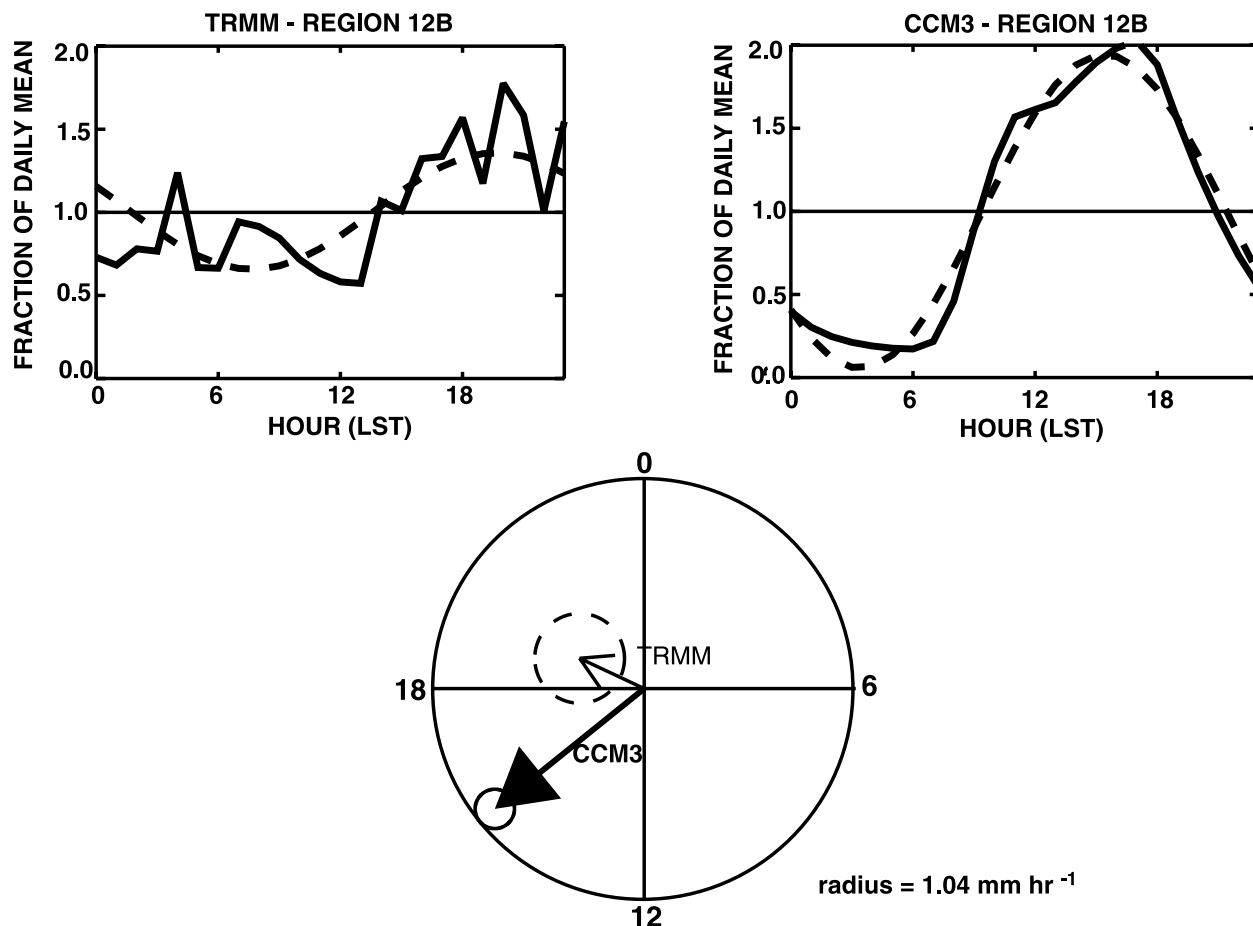 TRMM - REGION 12B
FRACTION OF DAILY MEAN
2.0
1.5
1.0
0.5
0.0
0 6 12 18
HOUR (LST)
CCM3 - REGION 12B
FRACTION OF DAILY MEAN
2.0
1.5
1.0
0.5
0.0
0 6 12 18
HOUR (LST)
0
TRMM
18
6
CCM3
12
radius = 1.04 mm hr -1